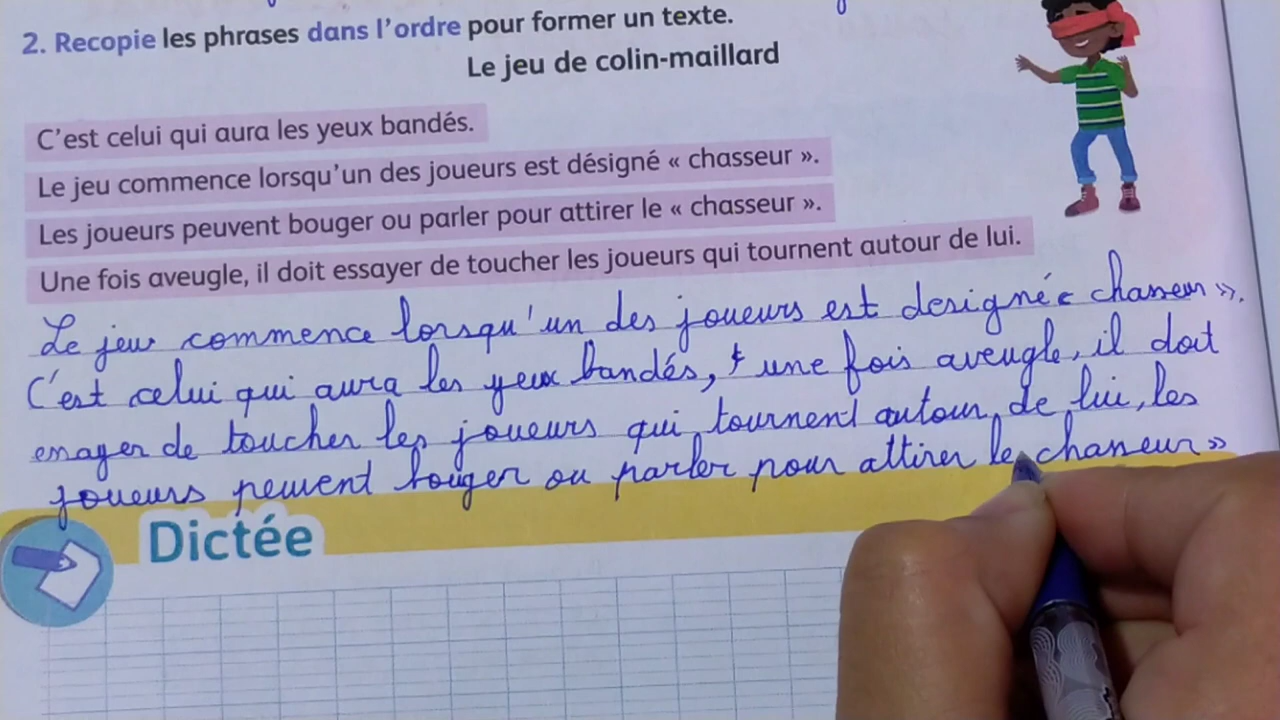 2. Recopie les phrases dans l'ordre pour former un texte.
Le jeu de colin-maillard
C'est celui qui aura les yeux bandés.
Le jeu commence lorsqu'un des joueurs est désigné « chasseur ».
Les joueurs peuvent bouger ou parler pour attirer le « chasseur ».
Une fois aveugle, il doit essayer de toucher les joueurs qui tournent autour de lui.
Le jeu commence lorsqu'un des joueurs est designé « chasseur ».
C'est celui qui aura les yeux bandés, une fois aveugle, il doit
essayer de toucher les joueurs qui tournent autour de lui, les
joueurs peuvent bouger ou parler pour attirer le chasseur »
Dictée